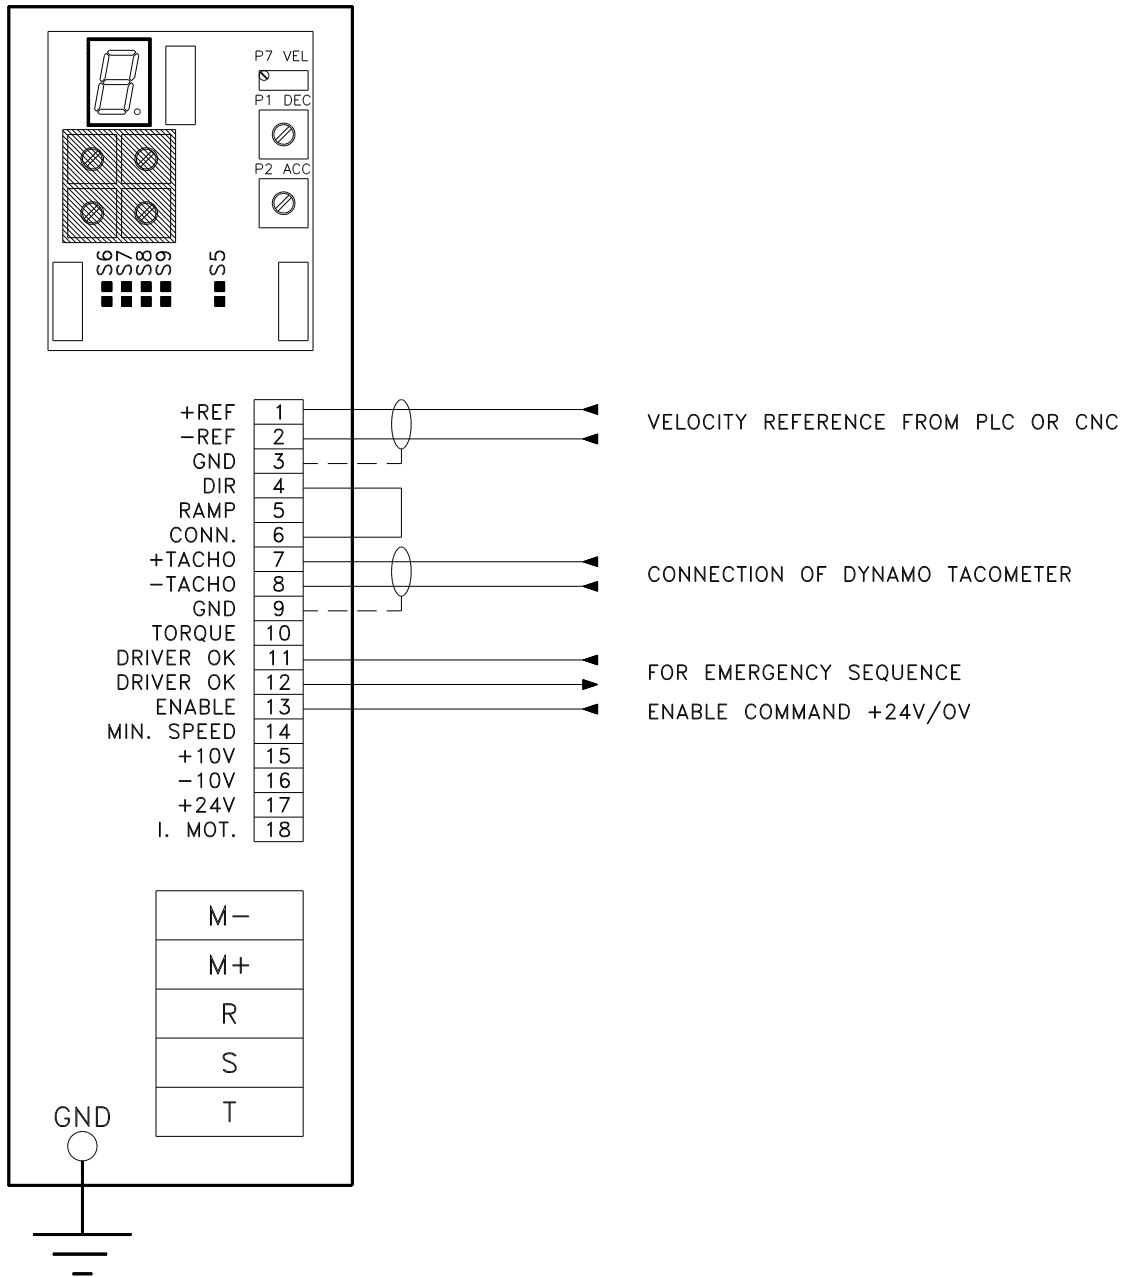 P7 VEL
P1 DEC
P2 ACC
S6 S7 S8 S9 S5
+REF 1
-REF 2
VELOCITY REFERENCE FROM PLC OR CNC
GND 3
DIR 4
RAMP 5
CONN. 6
+TACHO 7
-TACHO 8
CONNECTION OF DYNAMO TACOMETER
GND 9
TORQUE 10
DRIVER OK 11
FOR EMERGENCY SEQUENCE
DRIVER OK 12
ENABLE 13
ENABLE COMMAND +24V/0V
MIN. SPEED 14
+10V 15
-10V 16
+24V 17
I. MOT. 18
M-
M+
R
S
T
GND